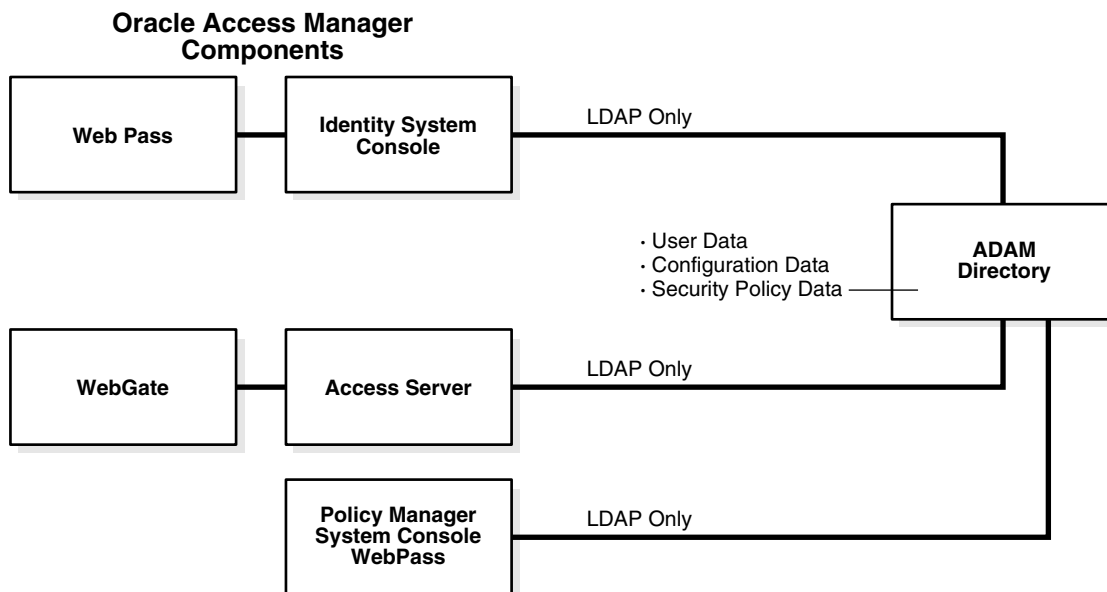 Oracle Access Manager
Components
Web Pass
Identity System
Console
LDAP Only
· User Data
· Configuration Data
· Security Policy Data
ADAM
Directory
WebGate
Access Server
LDAP Only
Policy Manager
System Console
WebPass
LDAP Only